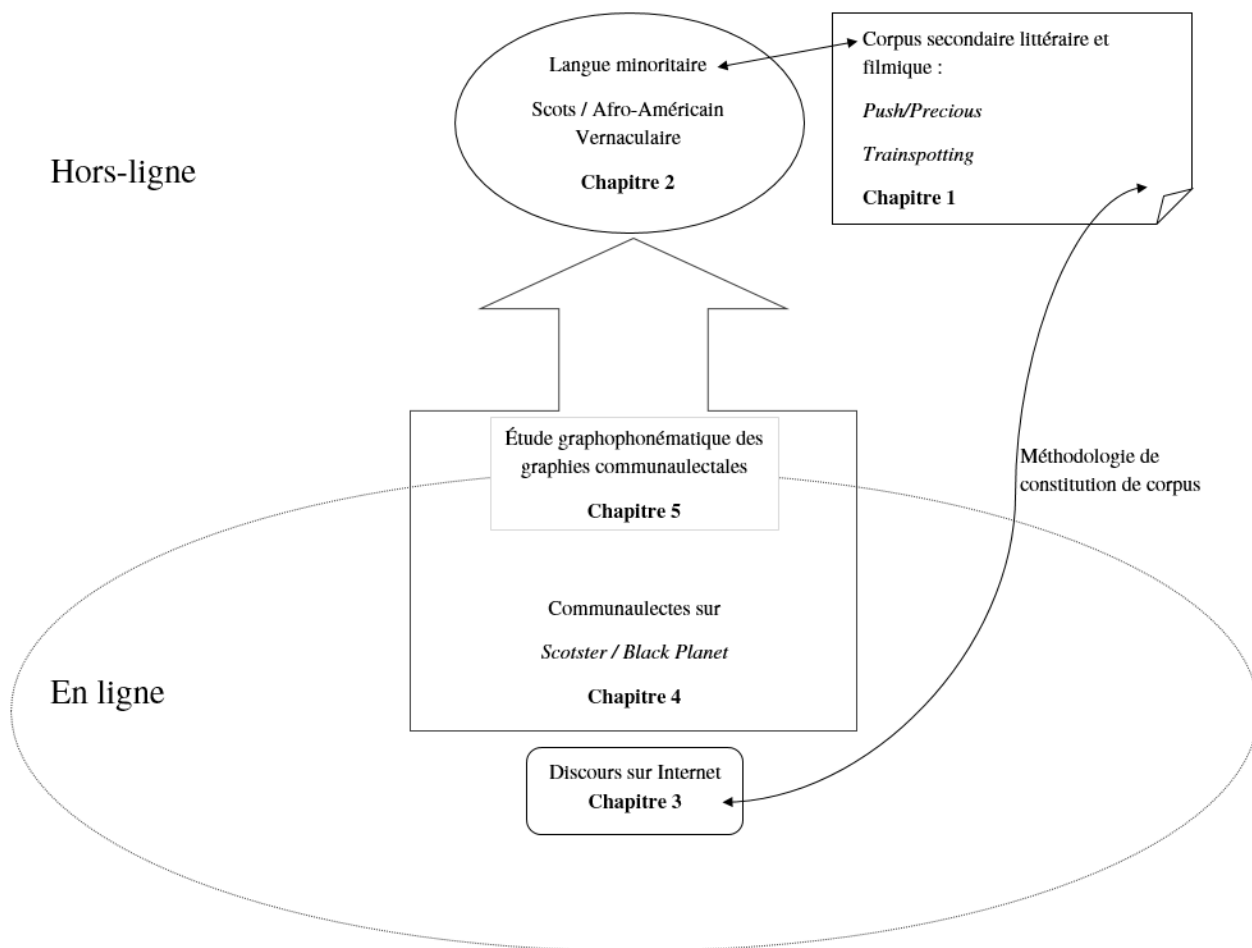 Langue minoritaire
Scots / Afro-Américain
Vernaculaire
Chapitre 2
Corpus secondaire littéraire et
filmique :
Push/Precious
Trainspotting
Chapitre 1
Hors-ligne
Étude graphophonématique des
graphies communaulectales
Chapitre 5
Méthodologie de
constitution de corpus
Communaulectes sur
Scotster / Black Planet
Chapitre 4
En ligne
Discours sur Internet
Chapitre 3